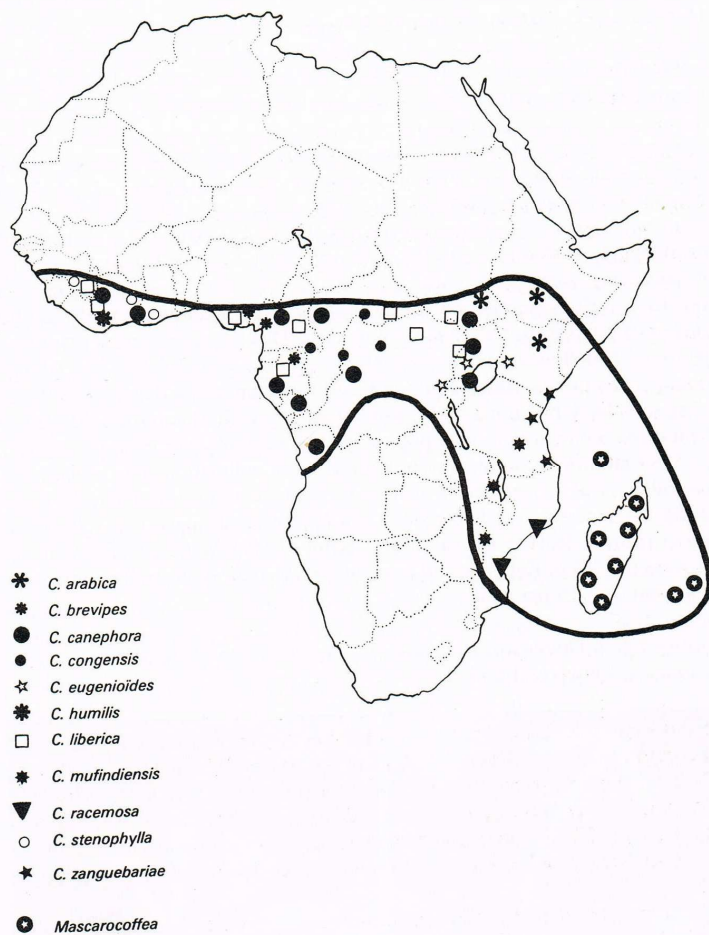 C. arabica
C. brevipes
C. canephora
C. congensis
C. eugenioïdes
C. humilis
C. liberica
C. mufindiensis
C. racemosa
C. stenophylla
C. zanguebariae
Mascarocoffea